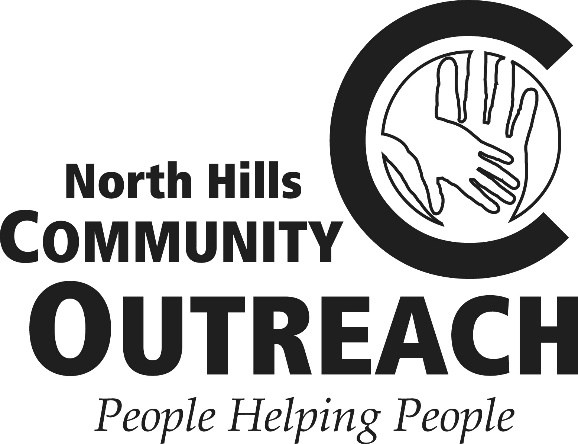 North Hills
COMMUNITY
OUTREACH
People Helping People